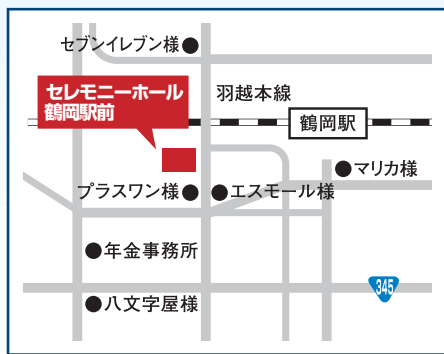 セブンイレブン様
セレモニーホール
鶴岡駅前
羽越本線
鶴岡駅
マリカ様
プラスワン様
エスモール様
年金事務所
345
八文字屋様